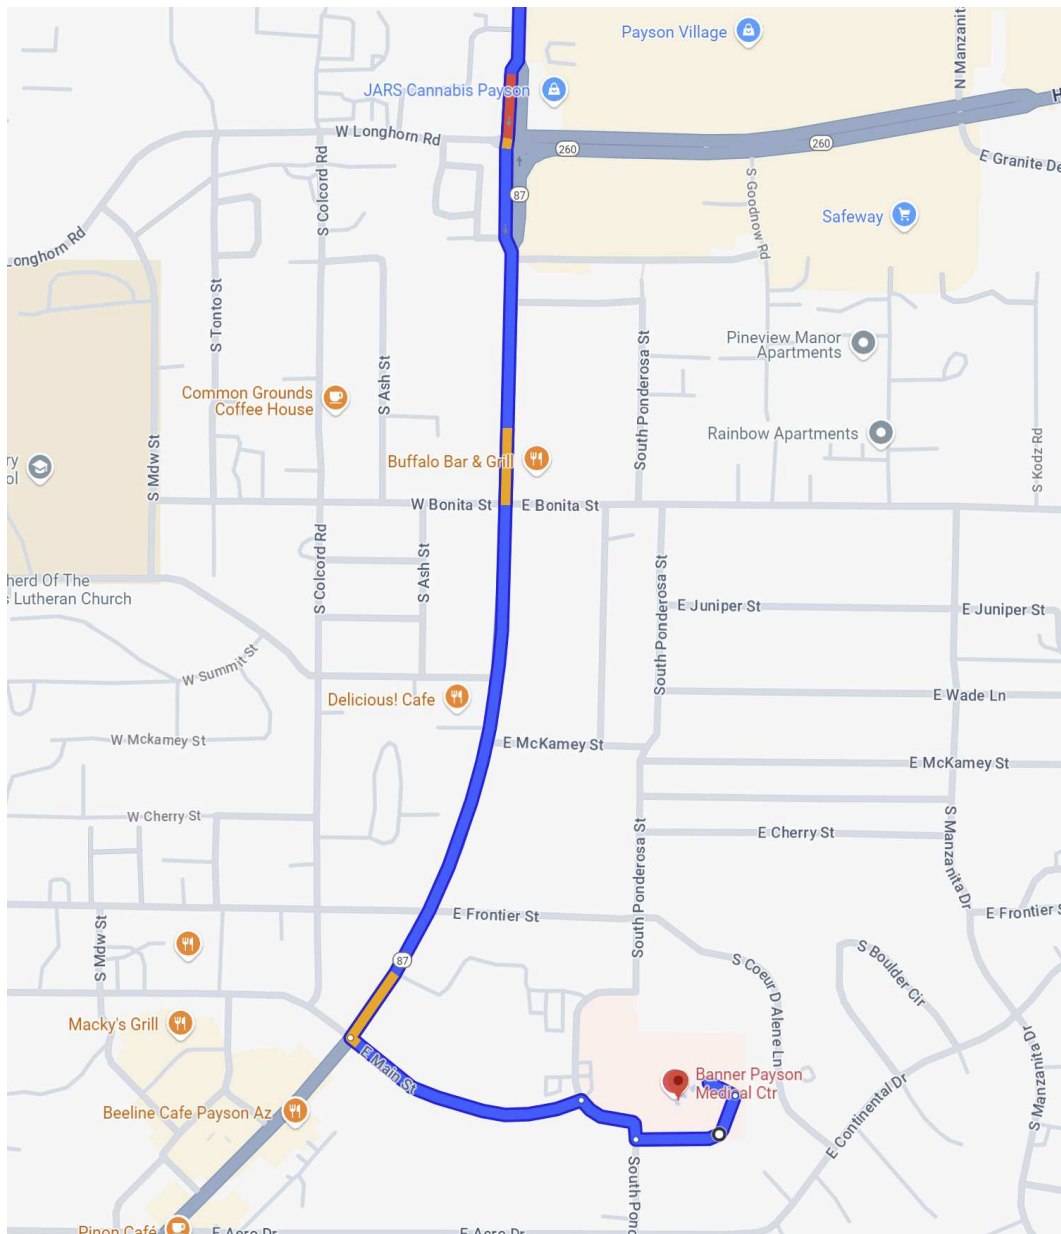 Payson Village
N Manzanit
JARS Cannabis Payson
H
W Longhorn Rd
260
260
E Granite De
S Colcord Rd
S Goodnow Rd
87
Safeway
Longhorn Rd
S Tonto St
South Ponderosa St
Pineview Manor
Apartments
S Ash St
Common Grounds
Coffee House
Rainbow Apartments
S Mdw St
S Kodz Rd
ry
ol
Buffalo Bar & Grill
W Bonita St
E Bonita St
S Colcord Rd
S Ash St
South Ponderosa St
herd Of The
s Lutheran Church
E Juniper St
E Juniper St
W Summit St
Delicious! Cafe
E Wade Ln
W Mckamey St
E McKamey St
E McKamey St
W Cherry St
E Cherry St
South Ponderosa St
S Manzanita Dr
E Frontier St
E Frontier S
S Mdw St
87
S Coeur D Alene Ln
S Boulder Cir
Macky's Grill
E Main St
S Manzanita Dr
Banner Payson
Medical Ctr
E Continental Dr
Beeline Cafe Payson Az
South Pond
Pinon Café
E Aero Dr
E Aero Dr